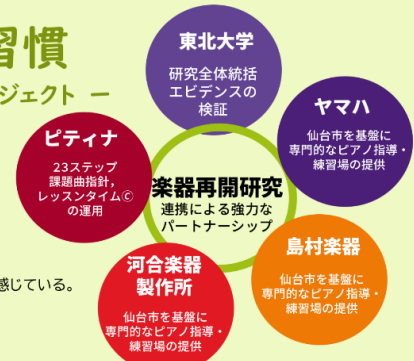 習慣
ジェクト ー
東北大学
研究全体統括
エビデンスの
検証
ヤマハ
仙台市を基盤に
専門的なピアノ指導・
練習場の提供
ピティナ
23ステップ
課題曲指針,
レッスンタイムⒸ
の運用
楽器再開研究
連携による強力な
パートナーシップ
島村楽器
仙台市を基盤に
専門的なピアノ指導・
練習場の提供
河合楽器
製作所
仙台市を基盤に
専門的なピアノ指導・
練習場の提供
感じている。